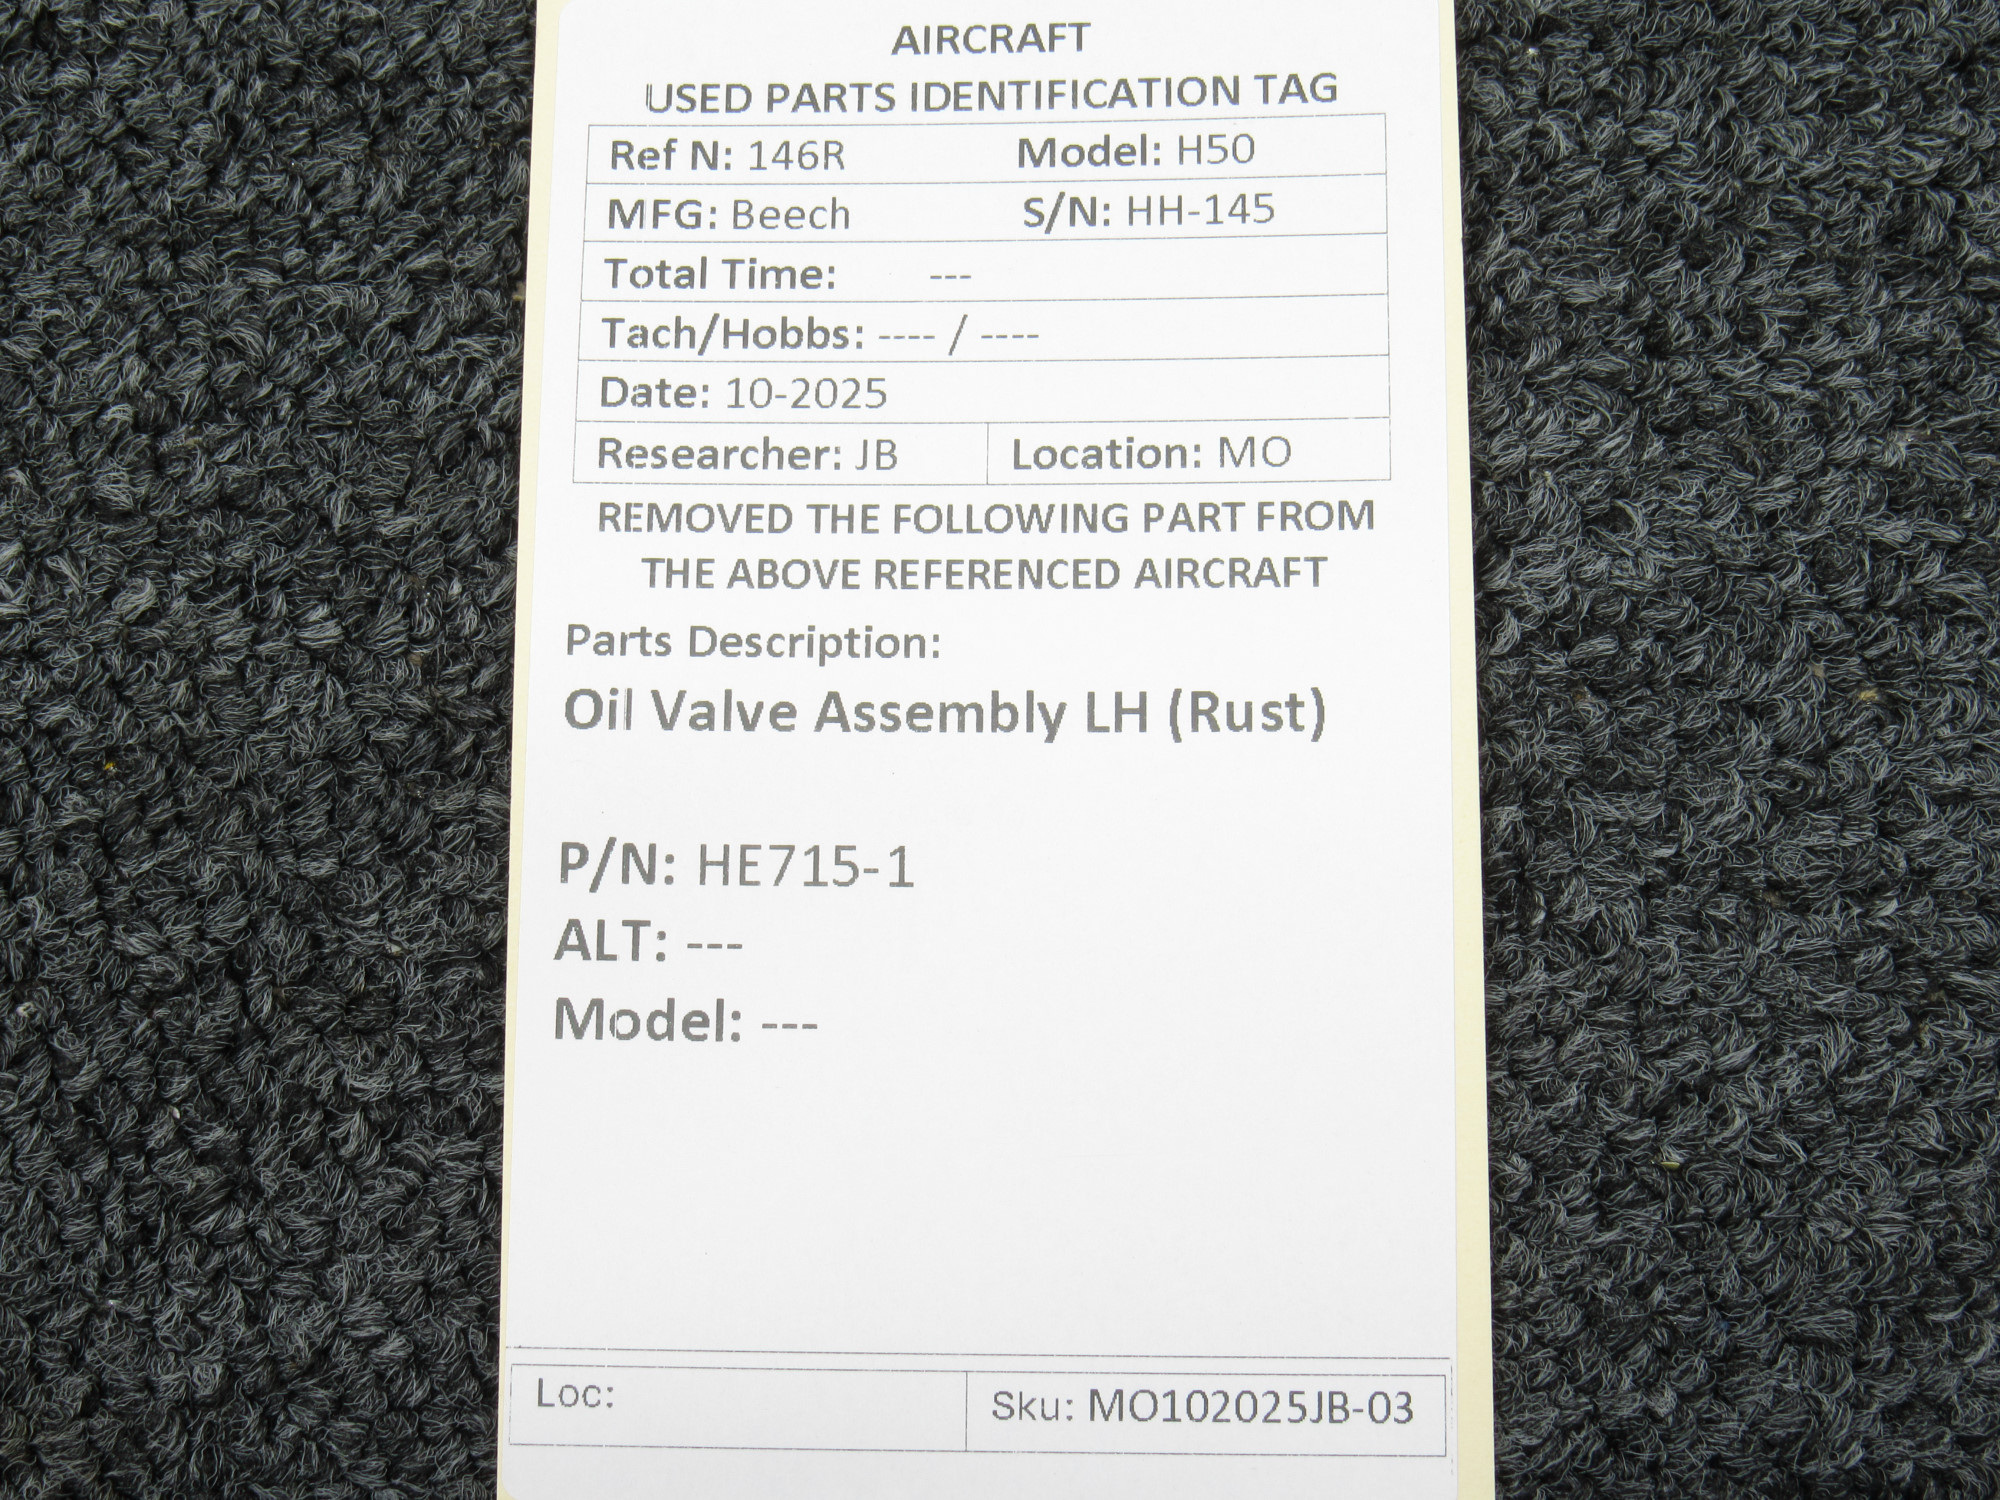 AIRCRAFT
USED PARTS IDENTIFICATION TAG
Ref N: 146R Model: H50
MFG: Beech S/N: HH-145
Total Time: ---
Tach/Hobbs: ---- / ----
Date: 10-2025
Researcher: JB Location: MO
REMOVED THE FOLLOWING PART FROM
THE ABOVE REFERENCED AIRCRAFT
Parts Description:
Oil Valve Assembly LH (Rust)
P/N: HE715-1
ALT: ---
Model: ---
Loc: Sku: MO102025JB-03